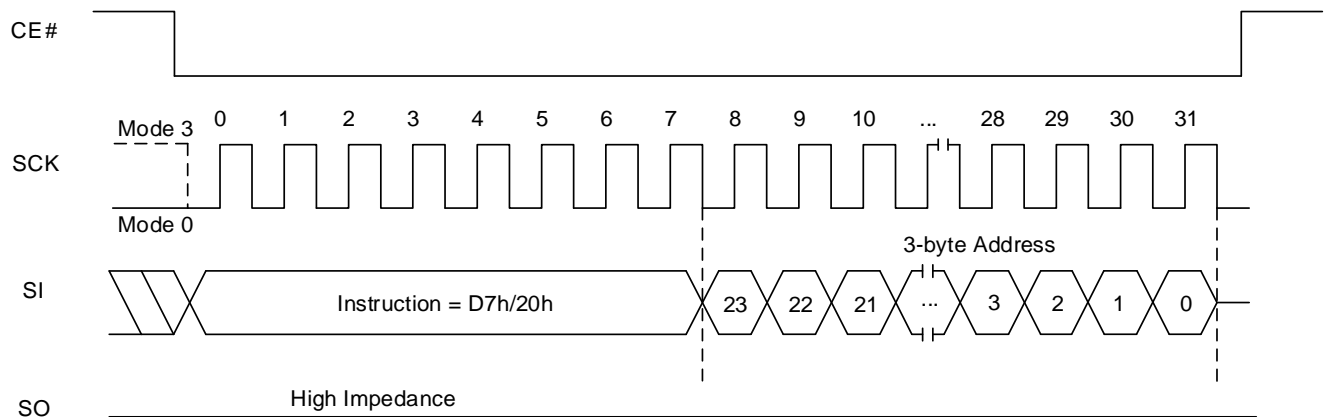 CE#
0 1 2 3 4 5 6 7 8 9 10 ... 28 29 30 31
Mode 3
SCK
Mode 0
3-byte Address
SI
Instruction = D7h/20h 23 22 21 ... 3 2 1 0
High Impedance
SO